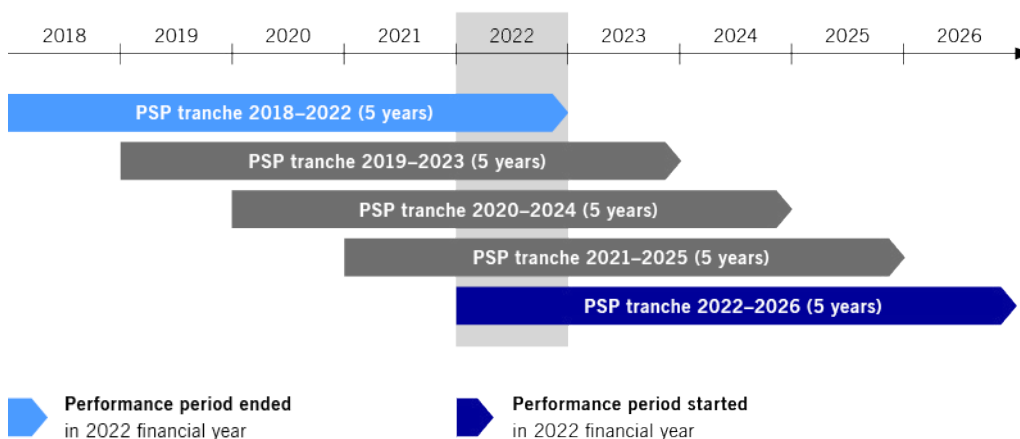 2018 2019 2020 2021 2022 2023 2024 2025 2026
PSP tranche 2018–2022 (5 years)
PSP tranche 2019–2023 (5 years)
PSP tranche 2020–2024 (5 years)
PSP tranche 2021–2025 (5 years)
PSP tranche 2022–2026 (5 years)
Performance period ended
in 2022 financial year
Performance period started
in 2022 financial year